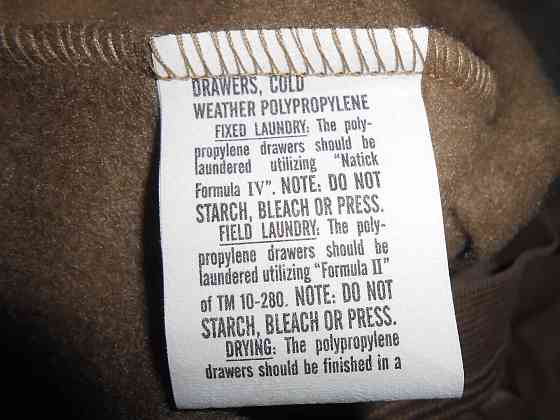 DRAWERS, COLD
WEATHER POLYPROPYLENE
FIXED LAUNDRY: The poly-
propylene drawers should be
laundered utilizing "Natick
Formula IV". NOTE: DO NOT
STARCH, BLEACH OR PRESS.
FIELD LAUNDRY: The poly-
propylene drawers should be
laundered utilizing "Formula II"
of TM 10-280. NOTE: DO NOT
STARCH, BLEACH OR PRESS.
DRYING: The polypropylene
drawers should be finished in a